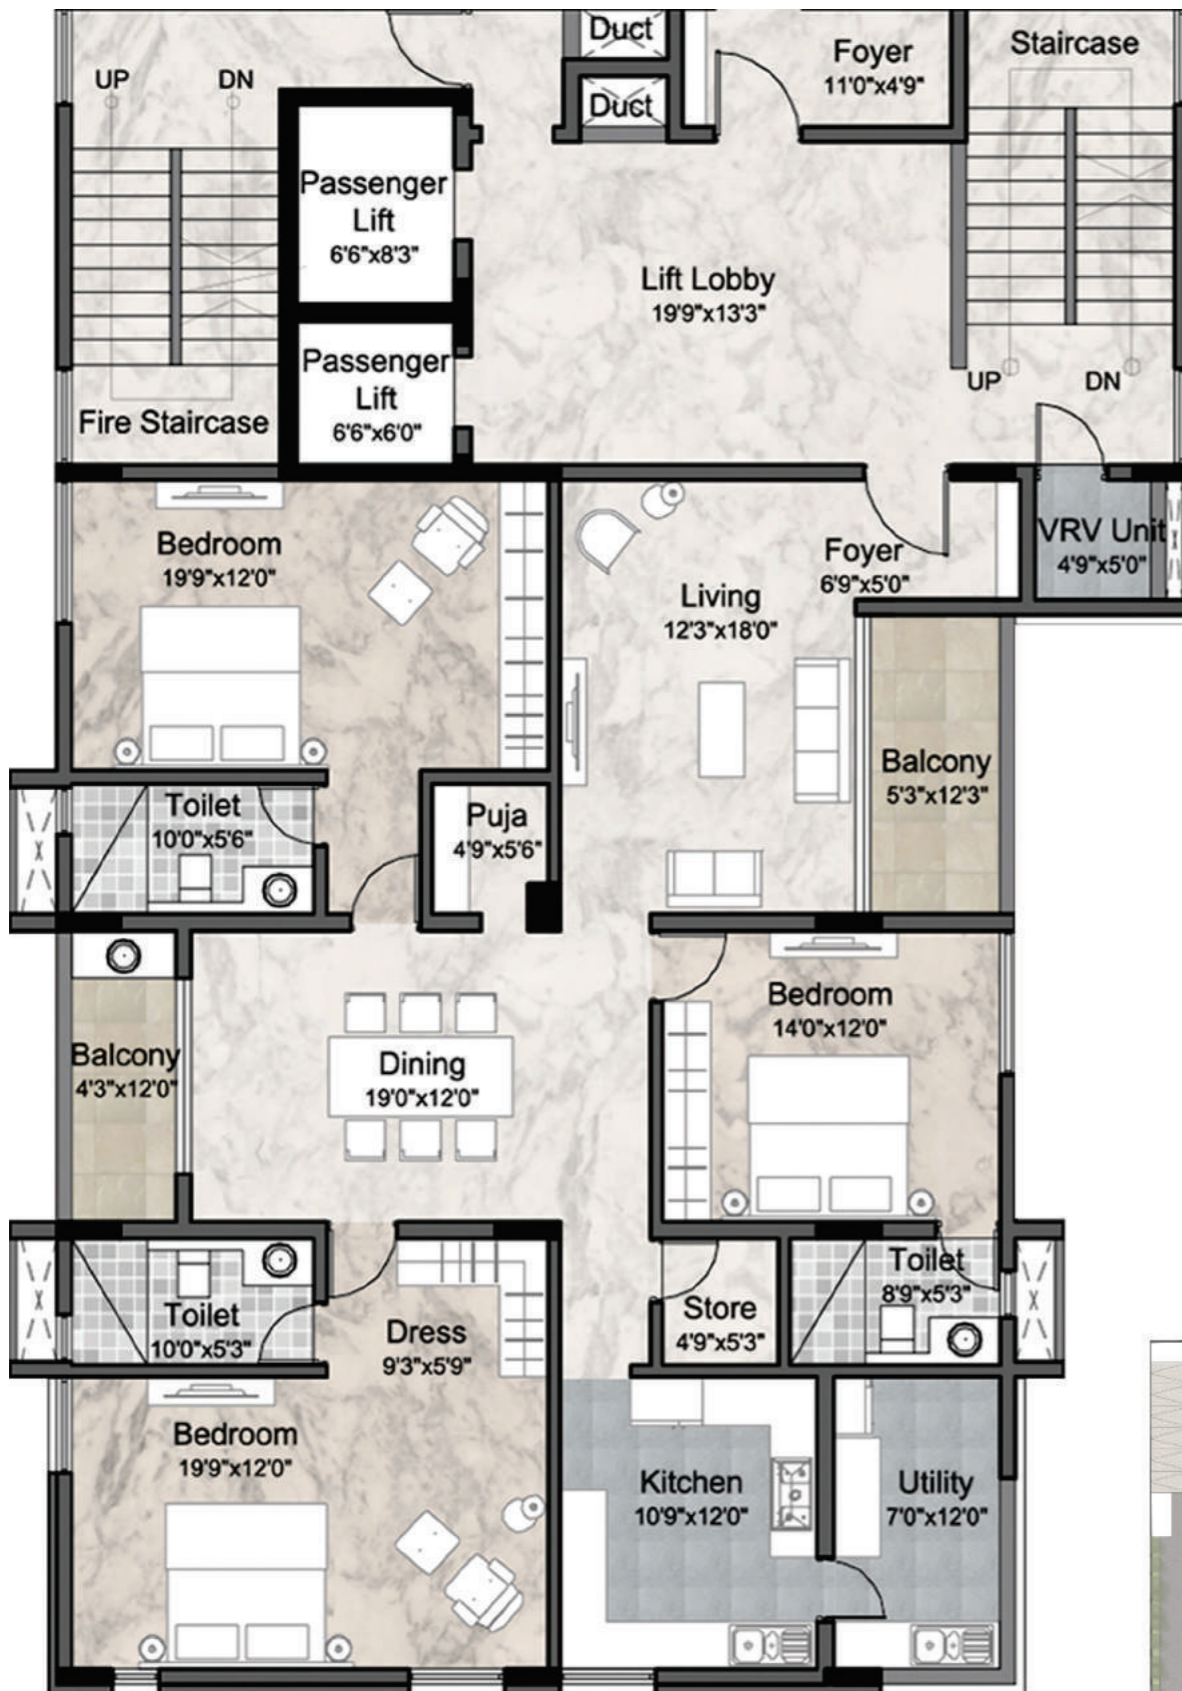 Duct
Foyer
11'0"x4'9"
Staircase
UP
DN
Duct
Passenger
Lift
6'6"x8'3"
Lift Lobby
19'9"x13'3"
Passenger
Lift
6'6"x6'0"
UP
DN
Fire Staircase
Bedroom
19'9"x12'0"
Foyer
6'9"x5'0"
VRV Unit
4'9"x5'0"
Living
12'3"x18'0"
Balcony
5'3"x12'3"
Toilet
10'0"x5'6"
Puja
4'9"x5'6"
Bedroom
14'0"x12'0"
Balcony
4'3"x12'0"
Dining
19'0"x12'0"
Toilet
8'9"x5'3"
Toilet
10'0"x5'3"
Dress
9'3"x5'9"
Store
4'9"x5'3"
Bedroom
19'9"x12'0"
Kitchen
10'9"x12'0"
Utility
7'0"x12'0"